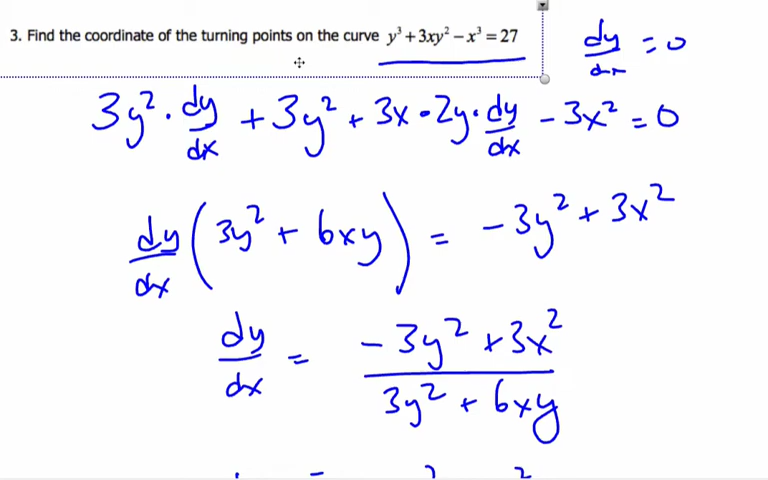 3. Find the coordinate of the turning points on the curve y³ + 3xy² − x³ = 27
dy/dx = 0
3y² · dy/dx + 3y² + 3x · 2y · dy/dx − 3x² = 0
dy/dx (3y² + 6xy) = −3y² + 3x²
dy/dx = (−3y² + 3x²)/(3y² + 6xy)